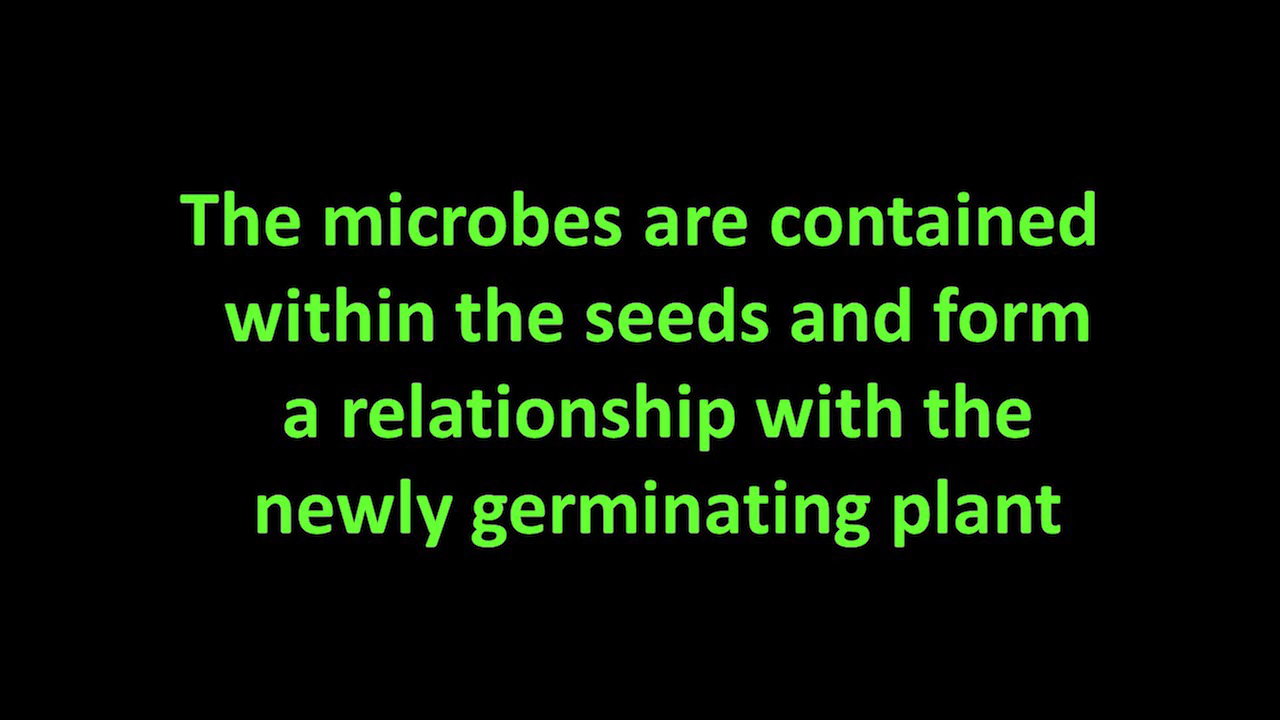 The microbes are contained
within the seeds and form
a relationship with the
newly germinating plant